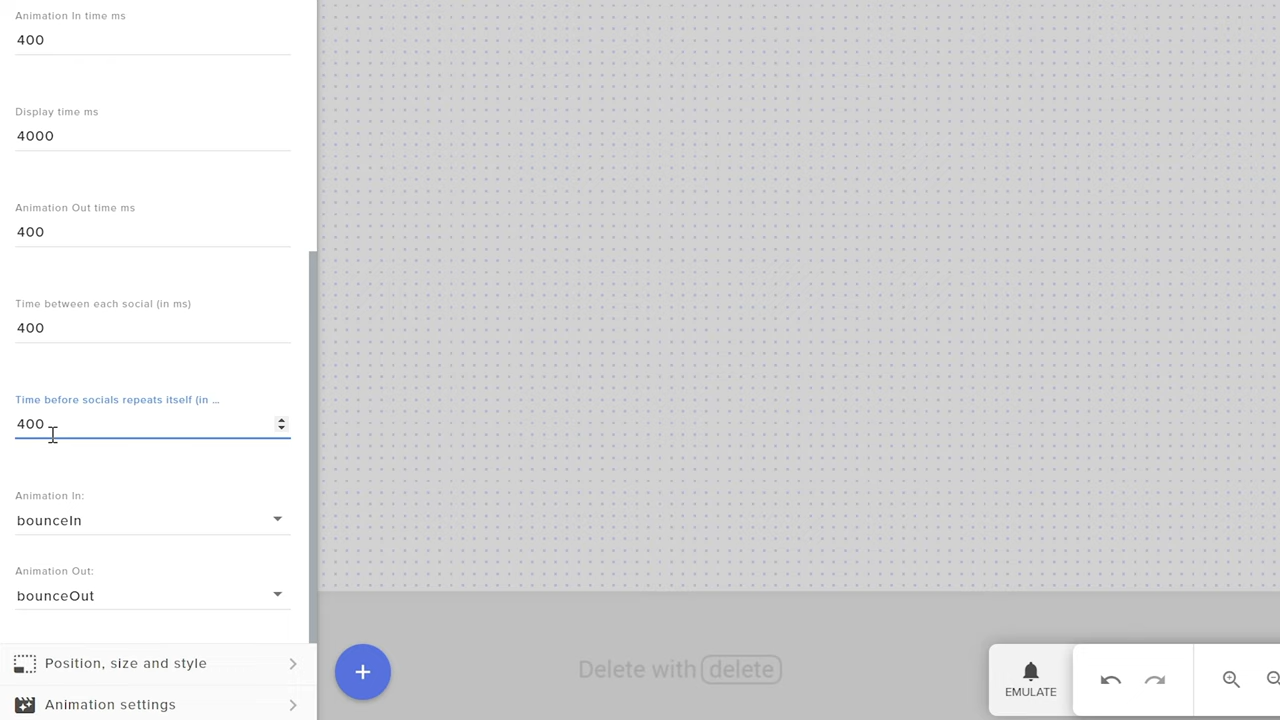 Animation In time ms
400
Display time ms
4000
Animation Out time ms
400
Time between each social (in ms)
400
Time before socials repeats itself (in ...
400
Animation In:
bounceIn
Animation Out:
bounceOut
Position, size and style
Animation settings
Delete with delete
EMULATE